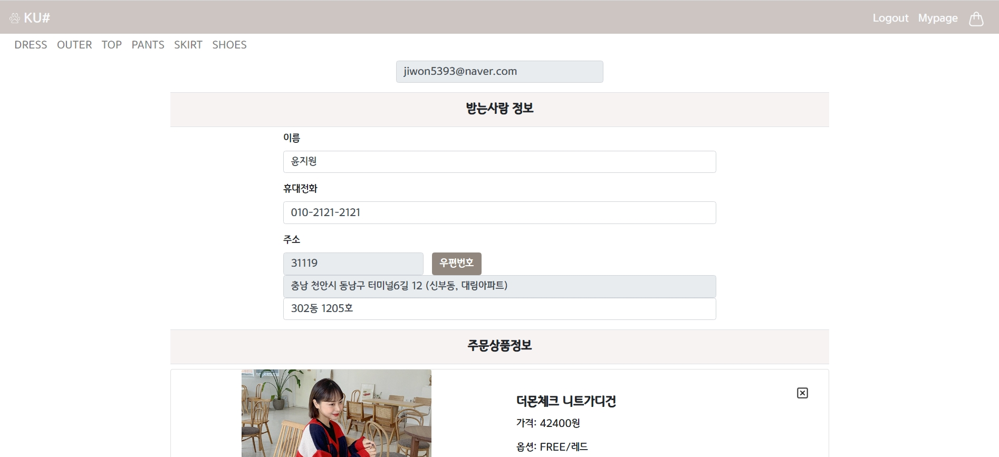 KU#
Logout Mypage
DRESS OUTER TOP PANTS SKIRT SHOES
jiwon5393@naver.com
받는사람 정보
이름
윤지원
휴대전화
010-2121-2121
주소
31119 우편번호
충남 천안시 동남구 터미널6길 12 (신부동, 대림아파트)
302동 1205호
주문상품정보
더몬체크 니트가디건
가격: 42400원
옵션: FREE/레드